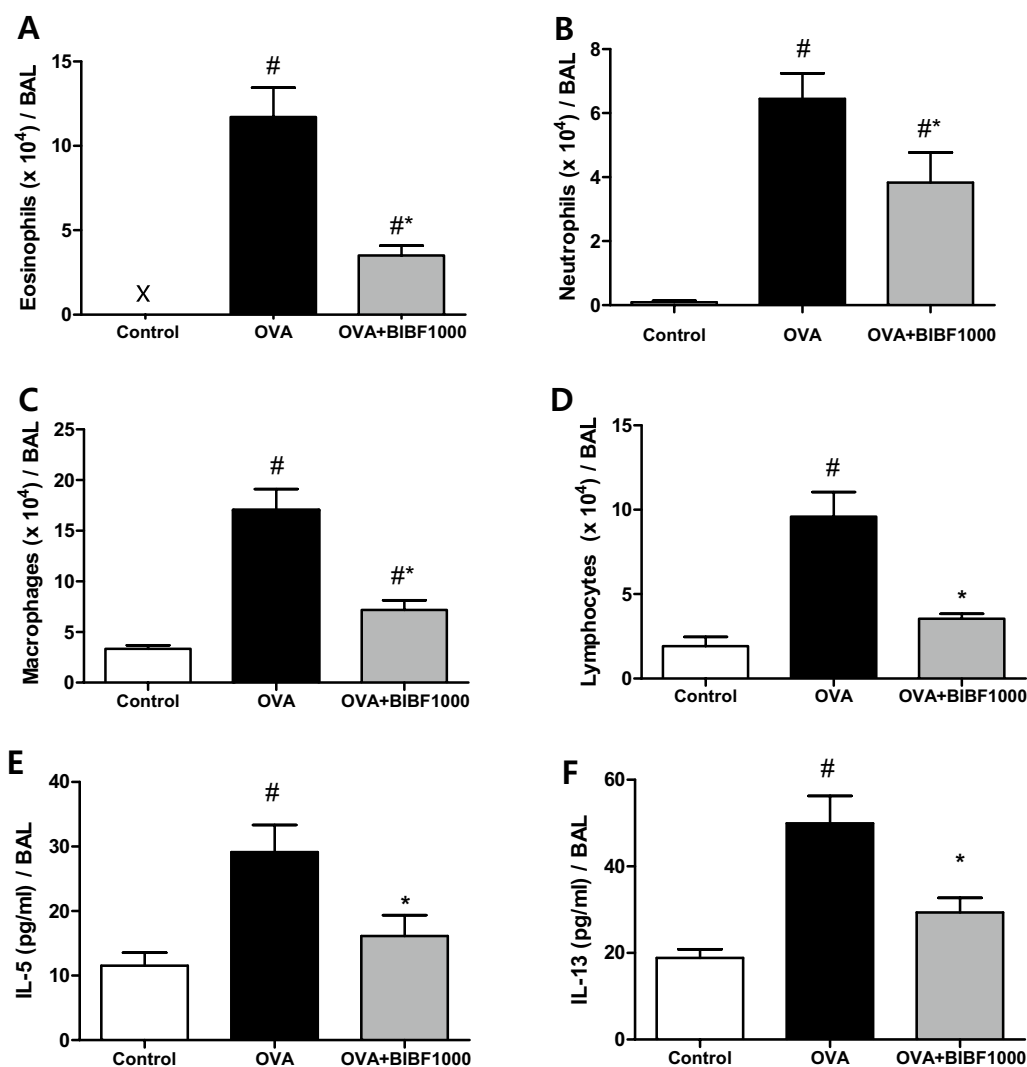 A
Eosinophils (x 10⁴) / BAL
15
10
5
0
#
#*
X
Control OVA OVA+BIBF1000
B
Neutrophils (x 10⁴) / BAL
8
6
4
2
0
#
#*
Control OVA OVA+BIBF1000
C
Macrophages (x 10⁴) / BAL
25
20
15
10
5
0
#
#*
Control OVA OVA+BIBF1000
D
Lymphocytes (x 10⁴) / BAL
15
10
5
0
#
*
Control OVA OVA+BIBF1000
E
IL-5 (pg/ml) / BAL
40
30
20
10
0
#
*
Control OVA OVA+BIBF1000
F
IL-13 (pg/ml) / BAL
60
40
20
0
#
*
Control OVA OVA+BIBF1000